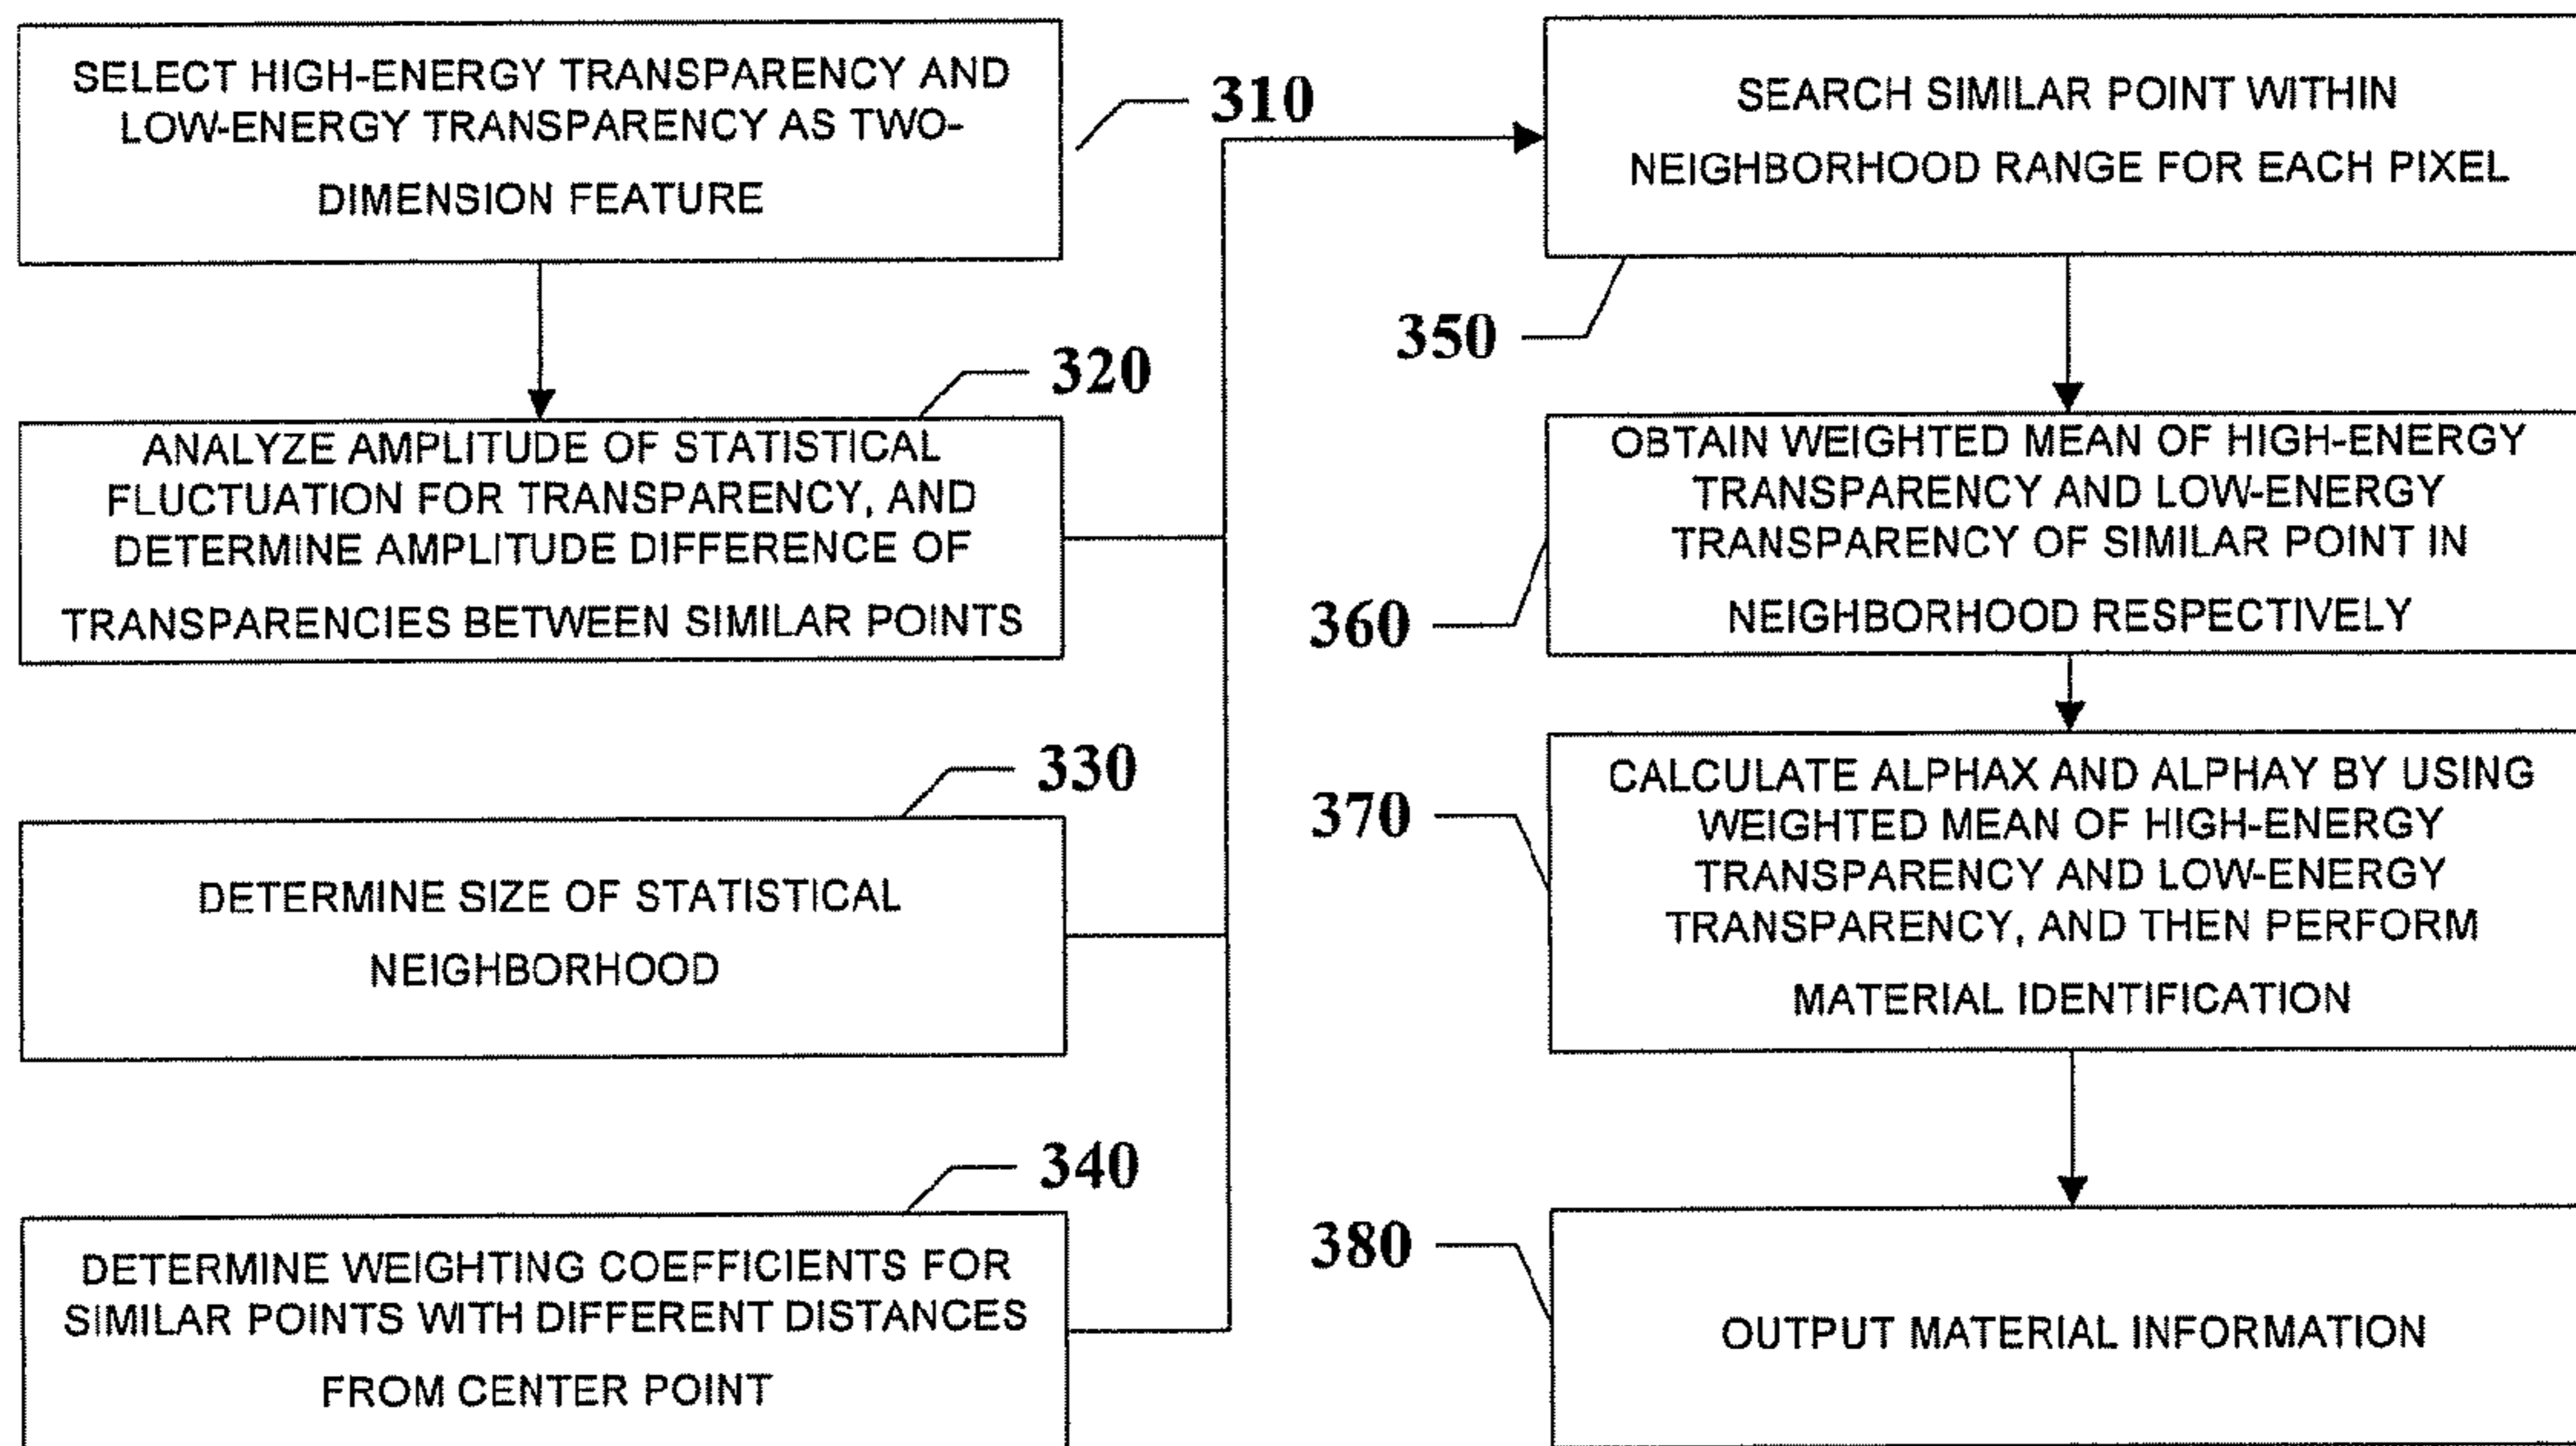 SELECT HIGH-ENERGY TRANSPARENCY AND
LOW-ENERGY TRANSPARENCY AS TWO-
DIMENSION FEATURE
310
320
ANALYZE AMPLITUDE OF STATISTICAL
FLUCTUATION FOR TRANSPARENCY, AND
DETERMINE AMPLITUDE DIFFERENCE OF
TRANSPARENCIES BETWEEN SIMILAR POINTS
330
DETERMINE SIZE OF STATISTICAL
NEIGHBORHOOD
340
DETERMINE WEIGHTING COEFFICIENTS FOR
SIMILAR POINTS WITH DIFFERENT DISTANCES
FROM CENTER POINT
SEARCH SIMILAR POINT WITHIN
NEIGHBORHOOD RANGE FOR EACH PIXEL
350
OBTAIN WEIGHTED MEAN OF HIGH-ENERGY
TRANSPARENCY AND LOW-ENERGY
TRANSPARENCY OF SIMILAR POINT IN
NEIGHBORHOOD RESPECTIVELY
360
CALCULATE ALPHAX AND ALPHAY BY USING
WEIGHTED MEAN OF HIGH-ENERGY
TRANSPARENCY AND LOW-ENERGY
TRANSPARENCY, AND THEN PERFORM
MATERIAL IDENTIFICATION
370
380
OUTPUT MATERIAL INFORMATION